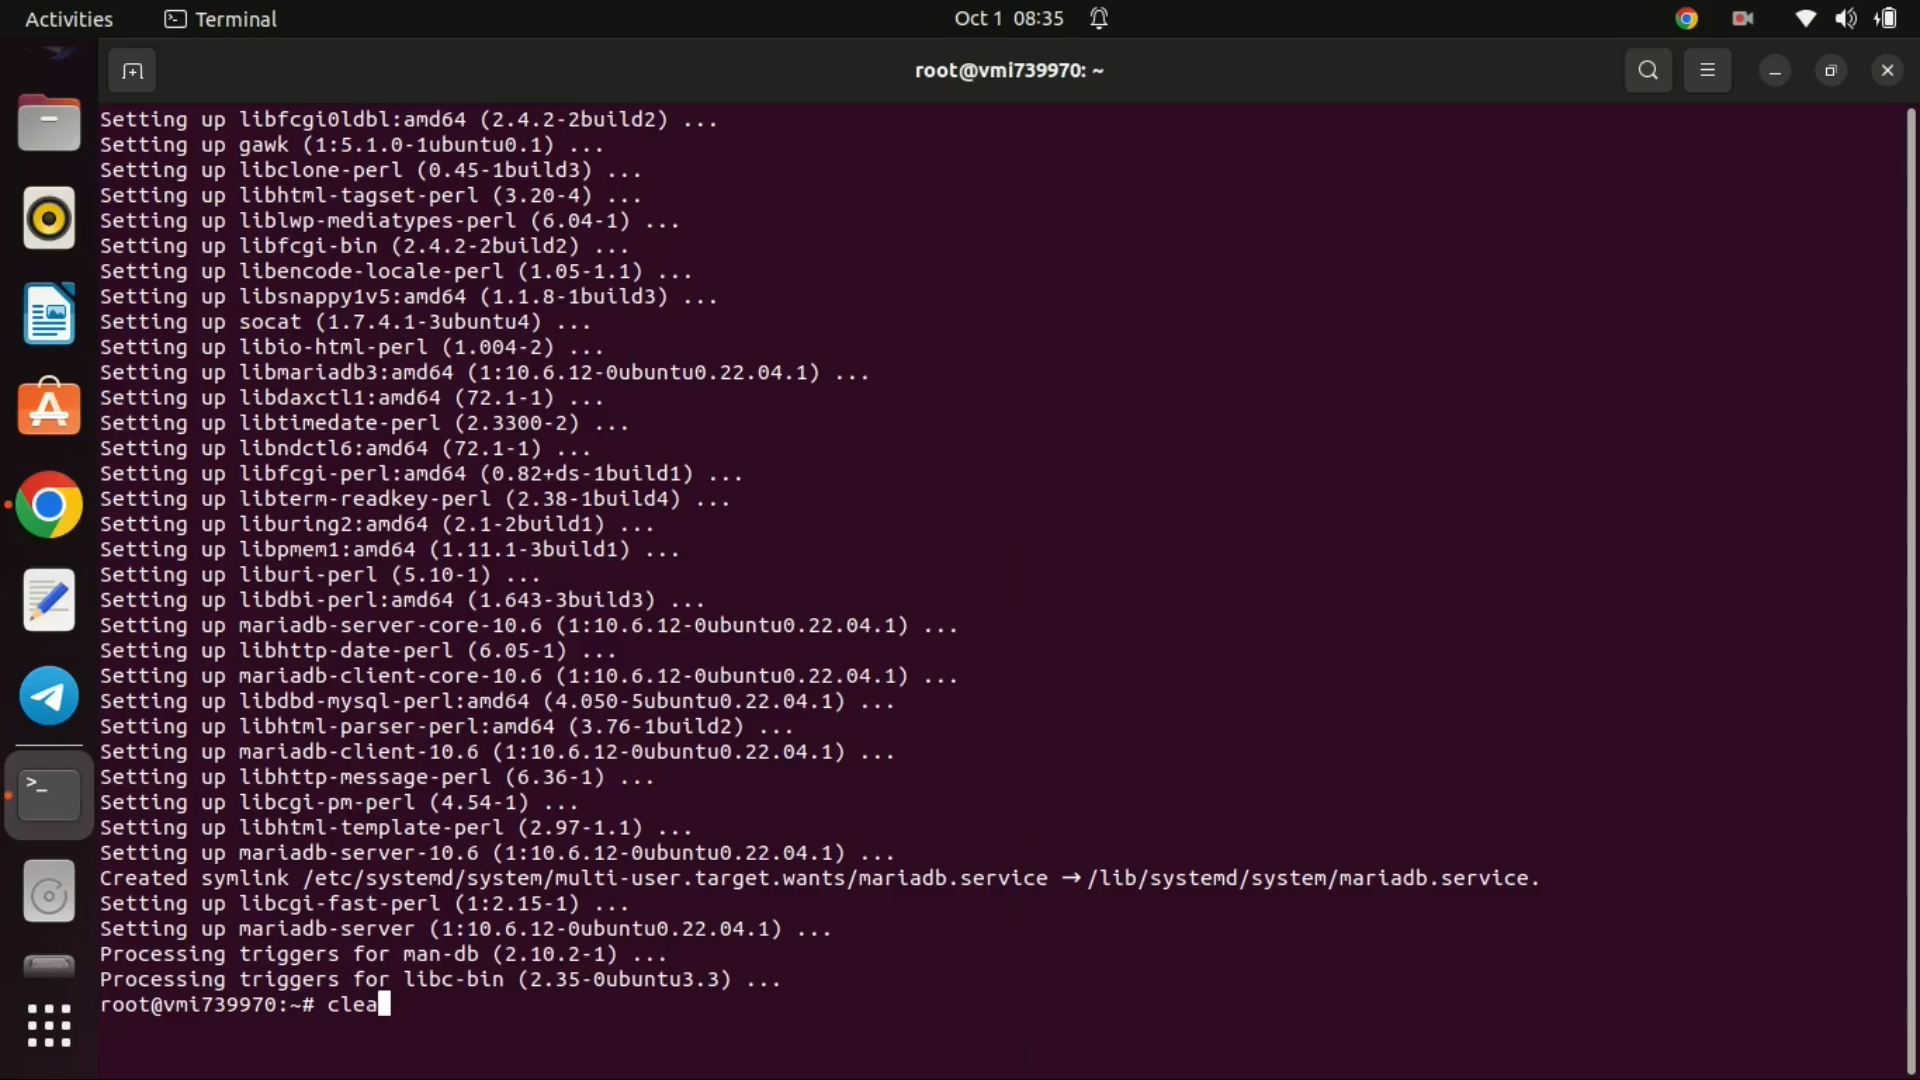 Activities Terminal Oct 1 08:35
root@vmi739970: ~
Setting up libfcgi0ldbl:amd64 (2.4.2-2build2) ...
Setting up gawk (1:5.1.0-1ubuntu0.1) ...
Setting up libclone-perl (0.45-1build3) ...
Setting up libhtml-tagset-perl (3.20-4) ...
Setting up liblwp-mediatypes-perl (6.04-1) ...
Setting up libfcgi-bin (2.4.2-2build2) ...
Setting up libencode-locale-perl (1.05-1.1) ...
Setting up libsnappy1v5:amd64 (1.1.8-1build3) ...
Setting up socat (1.7.4.1-3ubuntu4) ...
Setting up libio-html-perl (1.004-2) ...
Setting up libmariadb3:amd64 (1:10.6.12-0ubuntu0.22.04.1) ...
Setting up libdaxctl1:amd64 (72.1-1) ...
Setting up libtimedate-perl (2.3300-2) ...
Setting up libndctl6:amd64 (72.1-1) ...
Setting up libfcgi-perl:amd64 (0.82+ds-1build1) ...
Setting up libterm-readkey-perl (2.38-1build4) ...
Setting up liburing2:amd64 (2.1-2build1) ...
Setting up libpmem1:amd64 (1.11.1-3build1) ...
Setting up liburi-perl (5.10-1) ...
Setting up libdbi-perl:amd64 (1.643-3build3) ...
Setting up mariadb-server-core-10.6 (1:10.6.12-0ubuntu0.22.04.1) ...
Setting up libhttp-date-perl (6.05-1) ...
Setting up mariadb-client-core-10.6 (1:10.6.12-0ubuntu0.22.04.1) ...
Setting up libdbd-mysql-perl:amd64 (4.050-5ubuntu0.22.04.1) ...
Setting up libhtml-parser-perl:amd64 (3.76-1build2) ...
Setting up mariadb-client-10.6 (1:10.6.12-0ubuntu0.22.04.1) ...
Setting up libhttp-message-perl (6.36-1) ...
Setting up libcgi-pm-perl (4.54-1) ...
Setting up libhtml-template-perl (2.97-1.1) ...
Setting up mariadb-server-10.6 (1:10.6.12-0ubuntu0.22.04.1) ...
Created symlink /etc/systemd/system/multi-user.target.wants/mariadb.service → /lib/systemd/system/mariadb.service.
Setting up libcgi-fast-perl (1:2.15-1) ...
Setting up mariadb-server (1:10.6.12-0ubuntu0.22.04.1) ...
Processing triggers for man-db (2.10.2-1) ...
Processing triggers for libc-bin (2.35-0ubuntu3.3) ...
root@vmi739970:~# clea